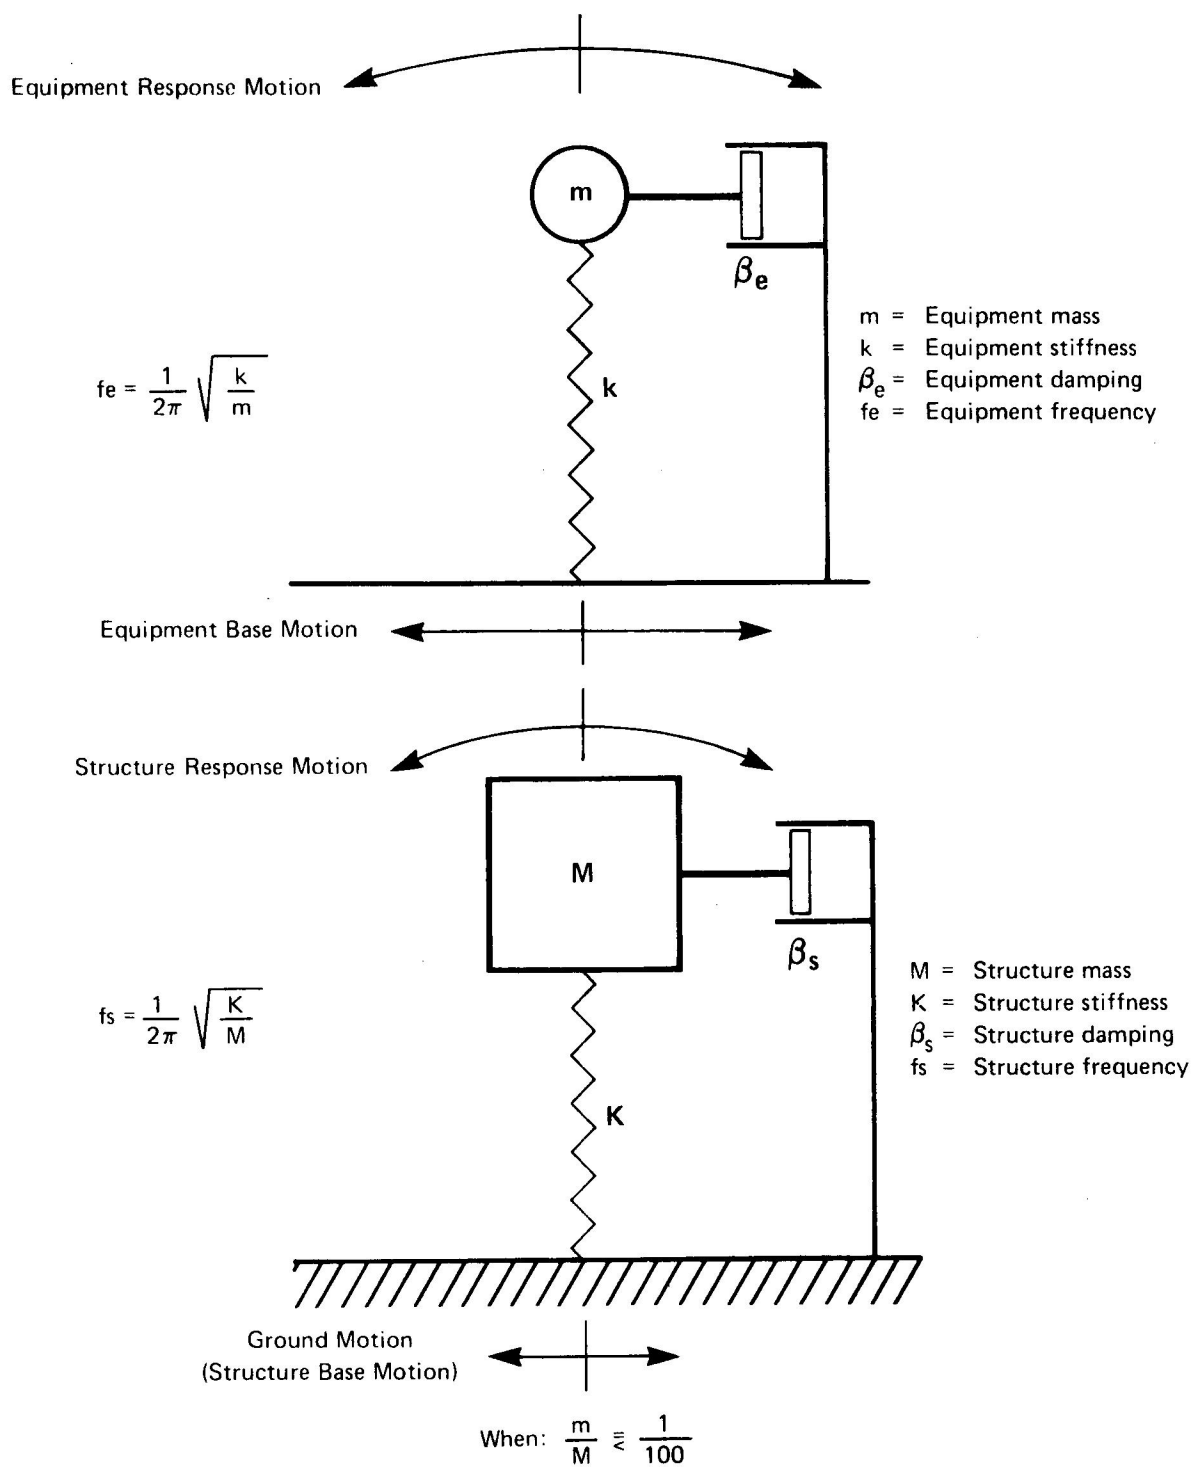 Equipment Response Motion
m
βe
m = Equipment mass
k = Equipment stiffness
βe = Equipment damping
fe = Equipment frequency
fe = 1/2π √k/m
k
Equipment Base Motion
Structure Response Motion
M
βs
M = Structure mass
K = Structure stiffness
βs = Structure damping
fs = Structure frequency
fs = 1/2π √K/M
K
Ground Motion
(Structure Base Motion)
When: m/M ≦ 1/100